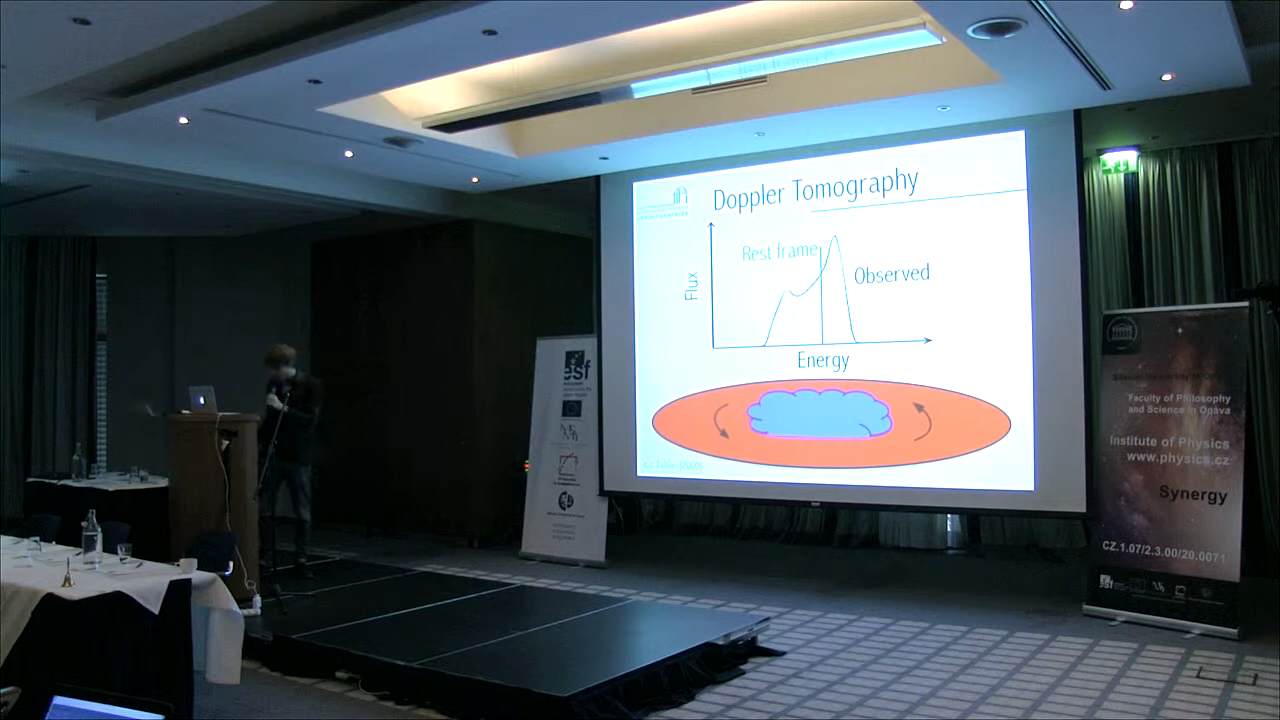 Doppler Tomography
Rest frame
Observed
Flux
Energy
esf
Faculty of Philosophy
and Science in Opava
Institute of Physics
www.physics.cz
Synergy
CZ.1.07/2.3.00/20.0071
esf